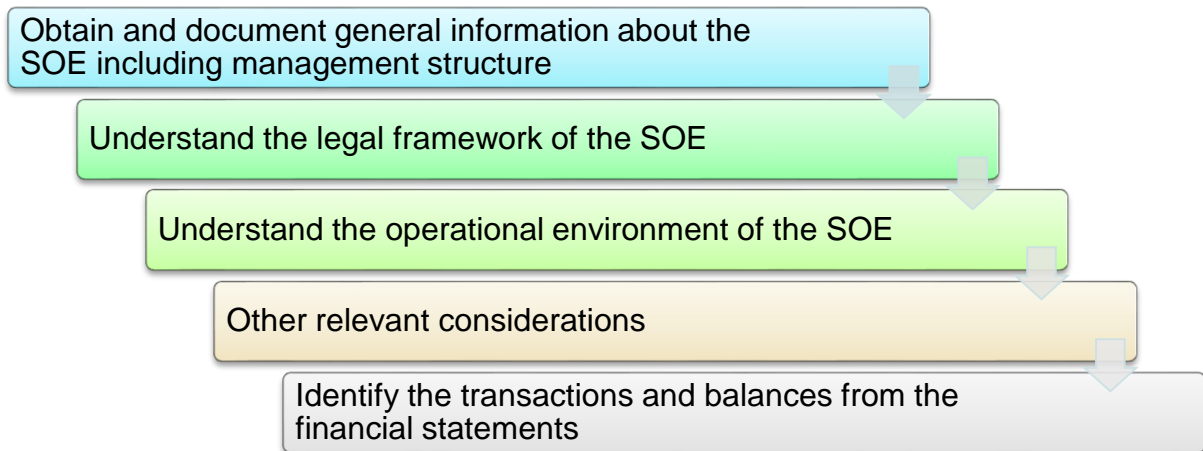 Obtain and document general information about the
SOE including management structure
Understand the legal framework of the SOE
Understand the operational environment of the SOE
Other relevant considerations
Identify the transactions and balances from the
financial statements